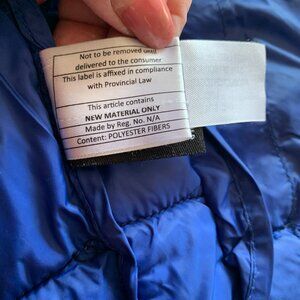 Not to be removed until
delivered to the consumer
This label is affixed in compliance
with Provincial Law
This article contains
NEW MATERIAL ONLY
Made by Reg. No. N/A
Content: POLYESTER FIBERS